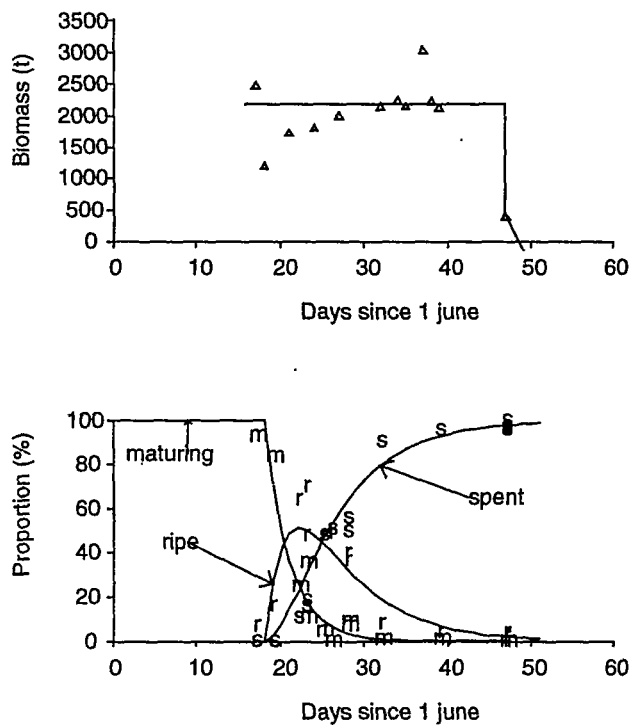 3500
3000
2500
2000
1500
1000
500
0
Biomass (t)
0 10 20 30 40 50 60
Days since 1 june
100
80
60
40
20
0
Proportion (%)
maturing
ripe
spent
m m r r r s s r m m s s m s r m m m s s s r m m r m s s m r m s r m
0 10 20 30 40 50 60
Days since 1 june